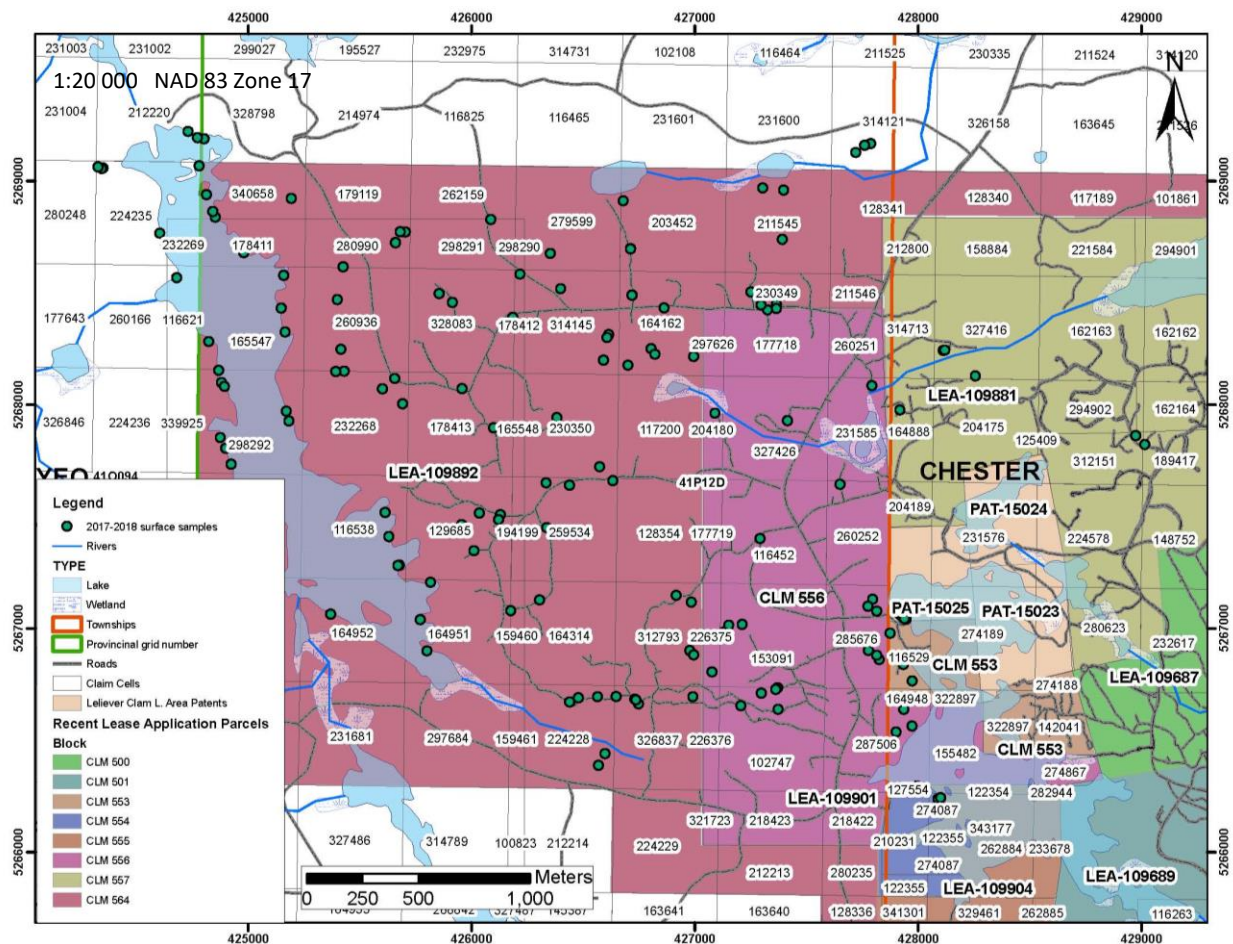 425000 426000 427000 428000 429000
231003 231002 299027 195527 232975 314731 102108 116464 211525 230335 211524 314120
1:20 000 NAD 83 Zone 17
N
231004 212220 328798 214974 116825 116465 231601 231600 314121 326158 163645
5269000 5269000
340658 179119 262159 279599 203452 211545 128341 128340 117189 101861
280248 224235 232269 178411 280990 298291 298290 212800 158884 221584 294901
177643 260166 116621 165547 260936 328083 178412 314145 164162 230349 211546
297626 177718 260251 314713 327416 162163 162162
5268000 5268000
LEA-109881
326846 224236 339925 232268 178413 165548 230350 117200 204180 231585 164888 204175 294902 162164
298292 327426 125409 312151 189417
YEO 41O094 LEA-109892 41P12D CHESTER
204189 PAT-15024
116538 129685 194199 259534 128354 177719 116452 260252 231576 224578 148752
CLM 556 PAT-15025 PAT-15023
5267000 5267000
164952 164951 159460 164314 312793 226375 153091 285676 274189 280623 232617
116529 CLM 553 LEA-109687
164948 322897 274188
231681 297684 159461 224228 326837 226376 102747 287506 155482 322897 142041
CLM 553
274867
LEA-109901 127554 122354 282944
274087
327486 314789 100823 212214 224229 321723 218423 218422 210231 122355 343177 262884 233678
5266000 5266000
212213 280235 274087 LEA-109689
122355 LEA-109904
163641 163640 128336 341301 329461 262885 116263
Legend
2017-2018 surface samples
Rivers
TYPE
Lake
Wetland
Townships
Provincial grid number
Roads
Claim Cells
Leliever Clam L. Area Patents
Recent Lease Application Parcels
Block
CLM 500
CLM 501
CLM 553
CLM 554
CLM 555
CLM 556
CLM 557
CLM 564
Meters
0 250 500 1,000
425000 426000 427000 428000 429000